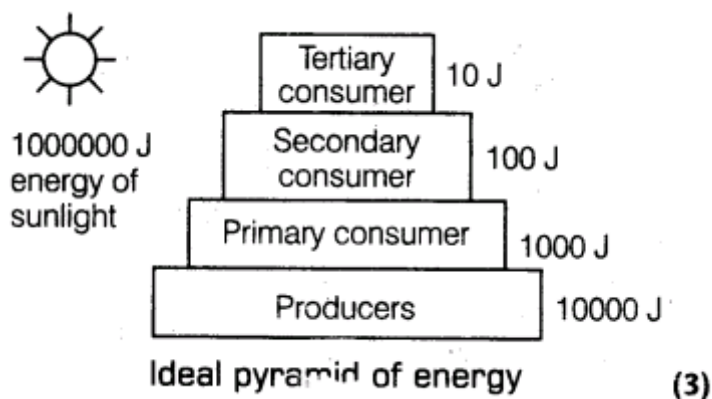 Tertiary
consumer
10 J
1000000 J
energy of
sunlight
Secondary
consumer
100 J
Primary consumer
1000 J
Producers
10000 J
Ideal pyramid of energy
(3)